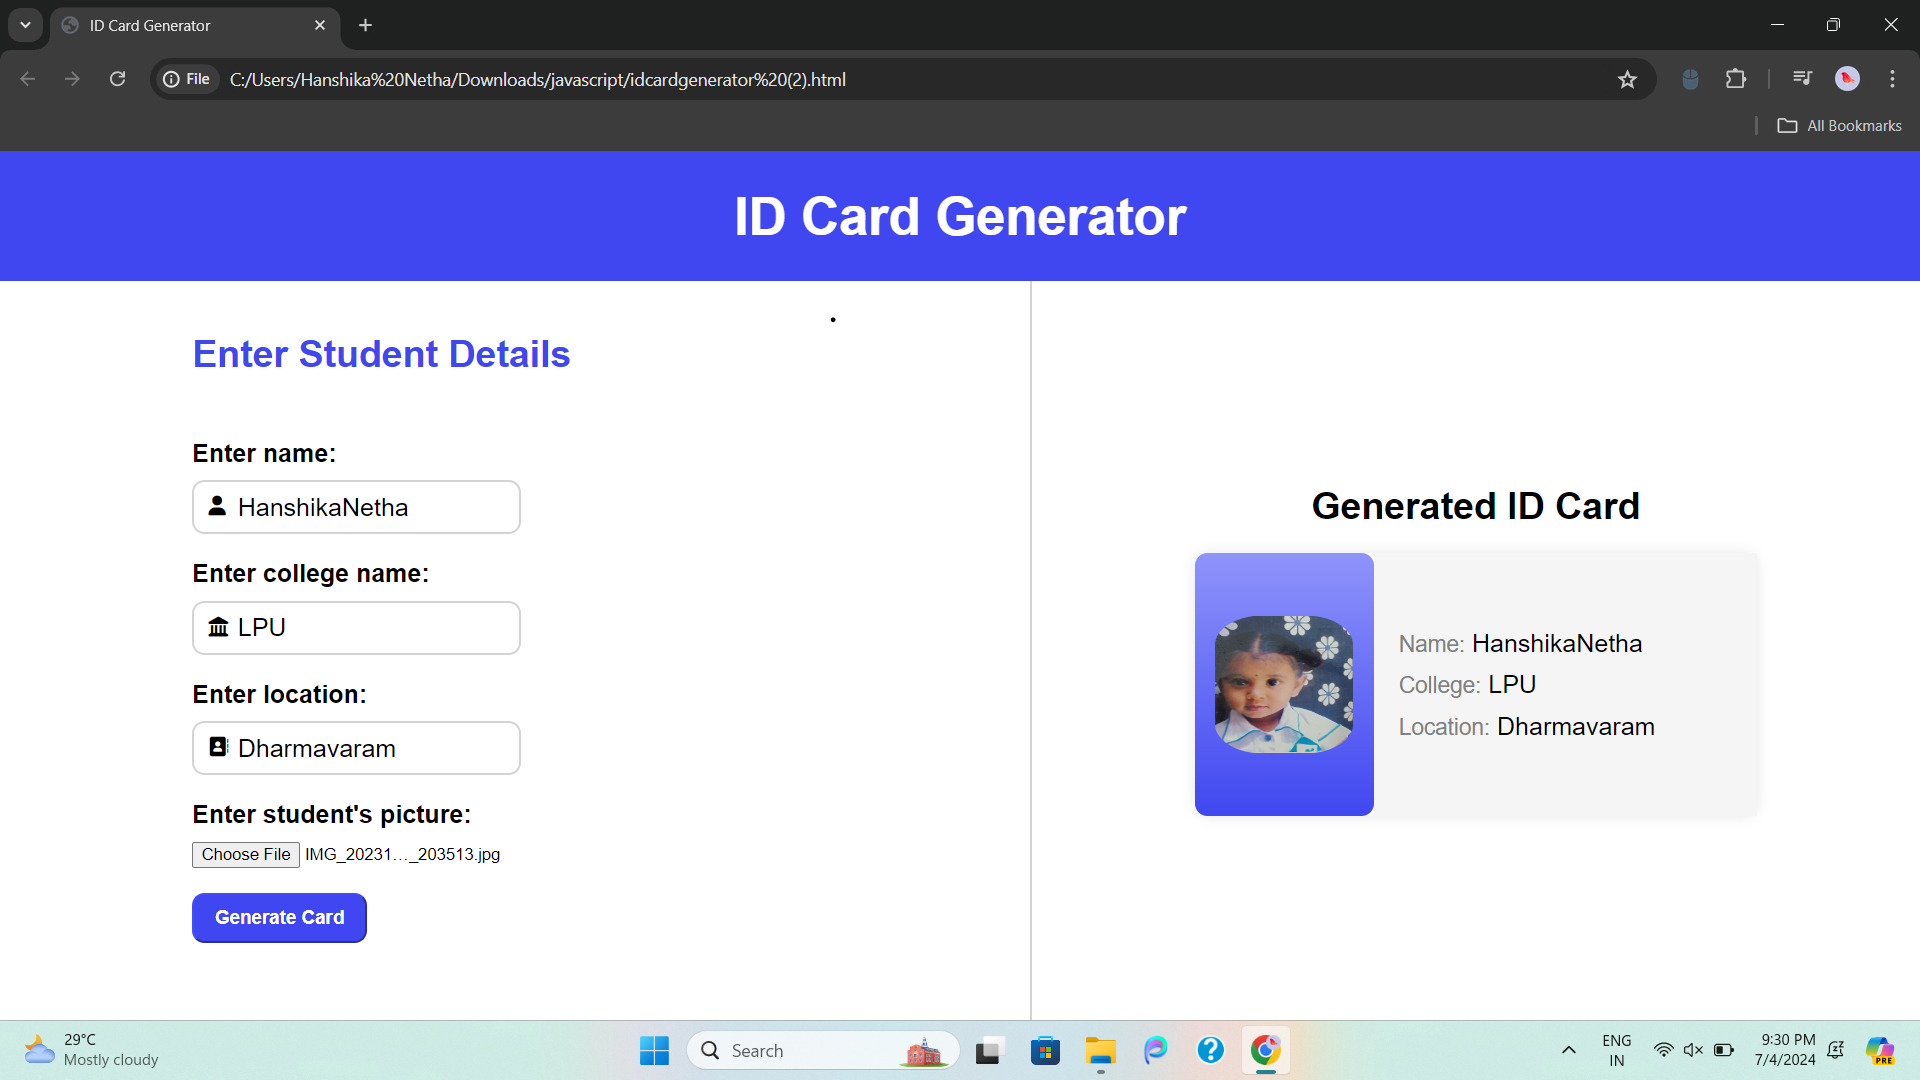 ID Card Generator
File
C:/Users/Hanshika%20Netha/Downloads/javascript/idcardgenerator%20(2).html
All Bookmarks
ID Card Generator
Enter Student Details
Enter name:
HanshikaNetha
Enter college name:
LPU
Enter location:
Dharmavaram
Enter student's picture:
Choose File IMG_20231…_203513.jpg
Generate Card
Generated ID Card
Name: HanshikaNetha
College: LPU
Location: Dharmavaram
29°C
Mostly cloudy
Search
PRE
ENG
IN
9:30 PM
7/4/2024